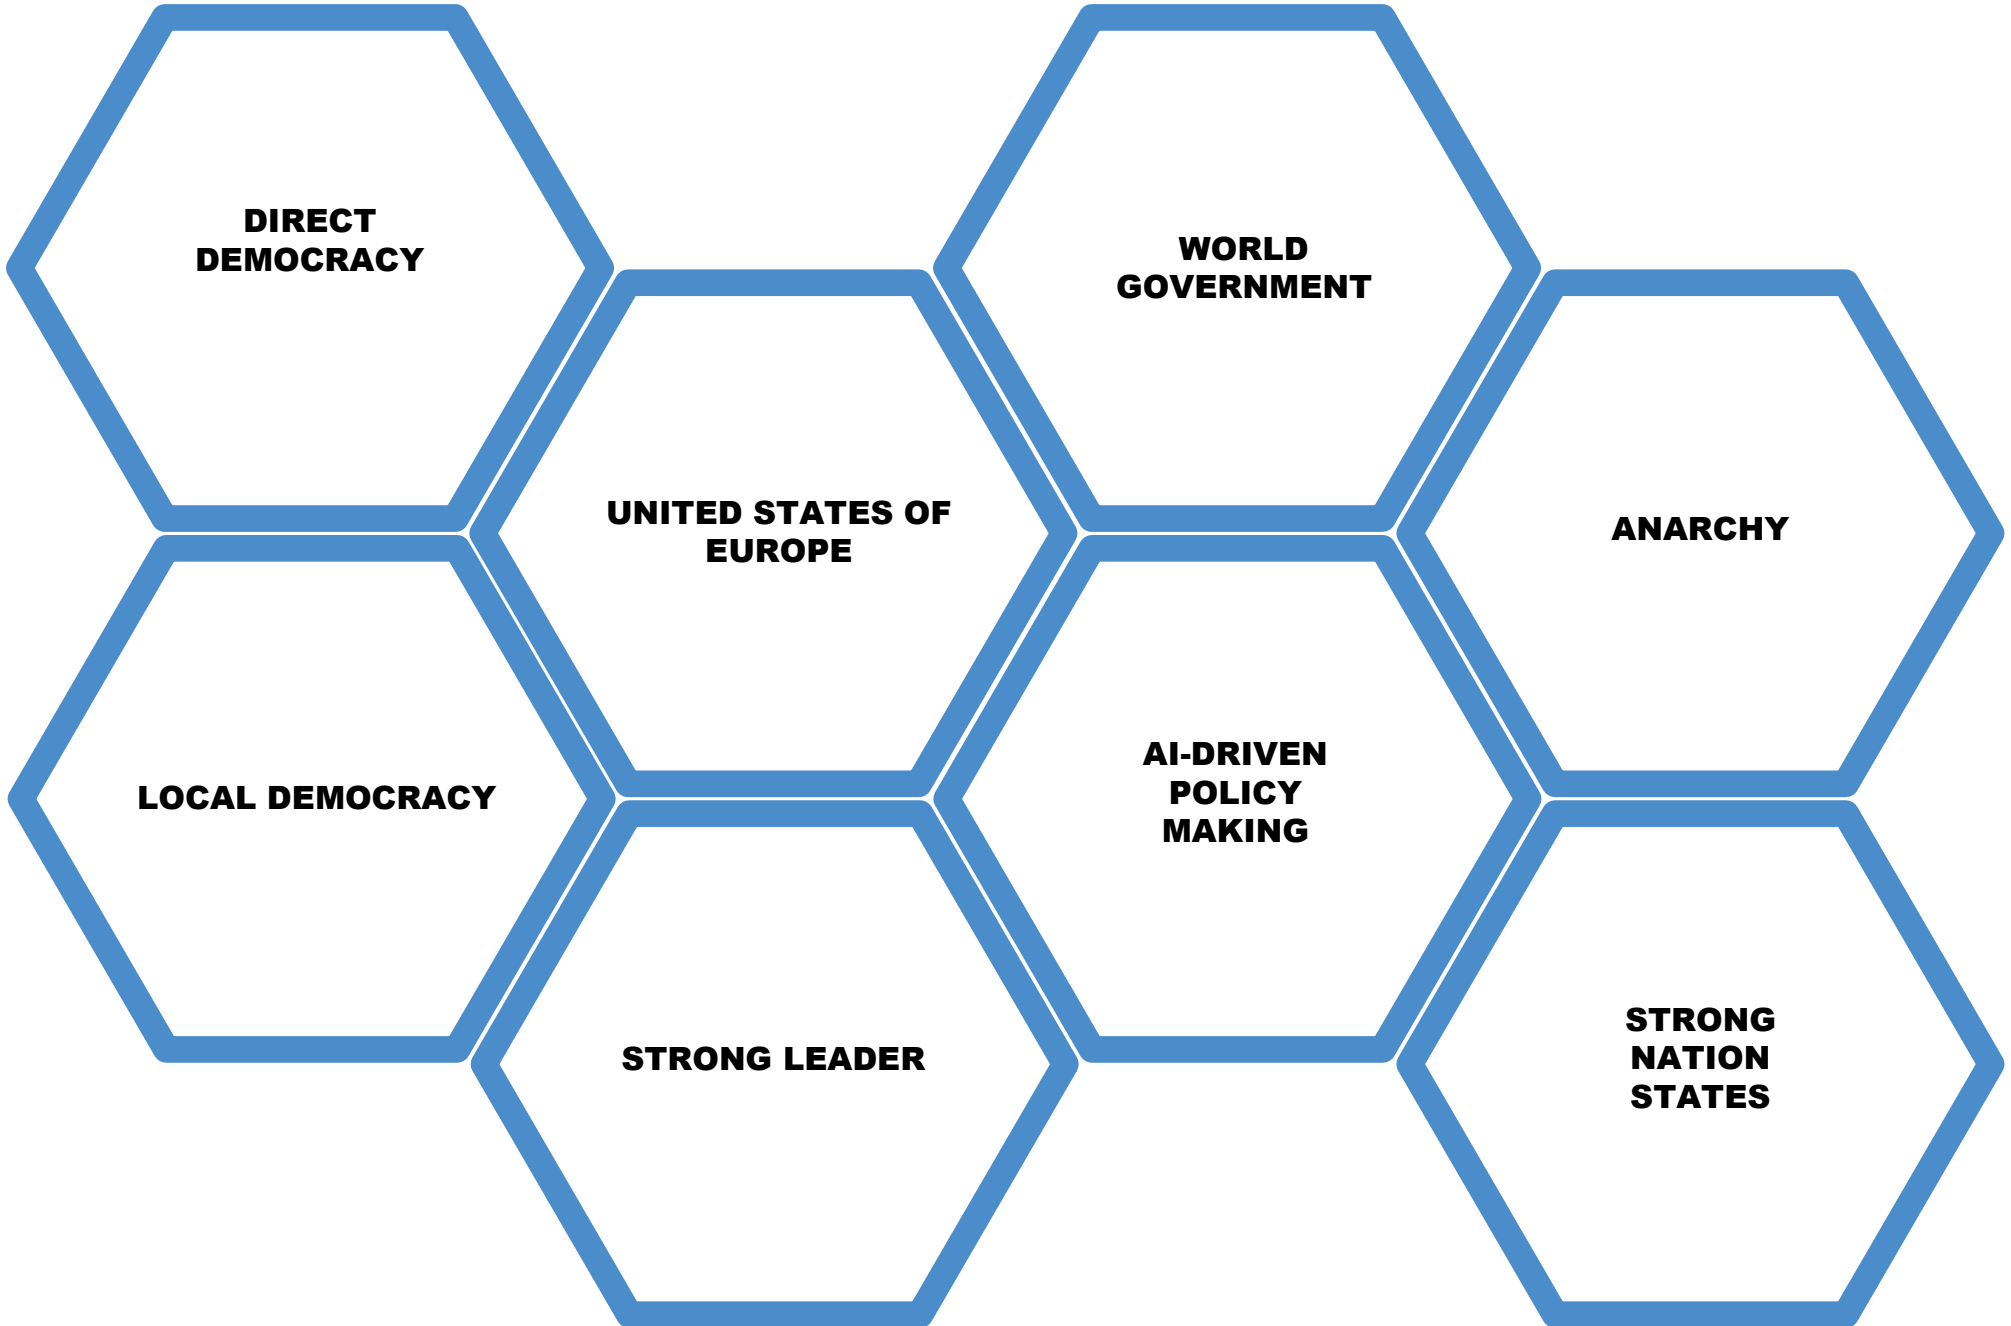 DIRECT
DEMOCRACY
WORLD
GOVERNMENT
UNITED STATES OF
EUROPE
ANARCHY
LOCAL DEMOCRACY
AI-DRIVEN
POLICY
MAKING
STRONG LEADER
STRONG
NATION
STATES